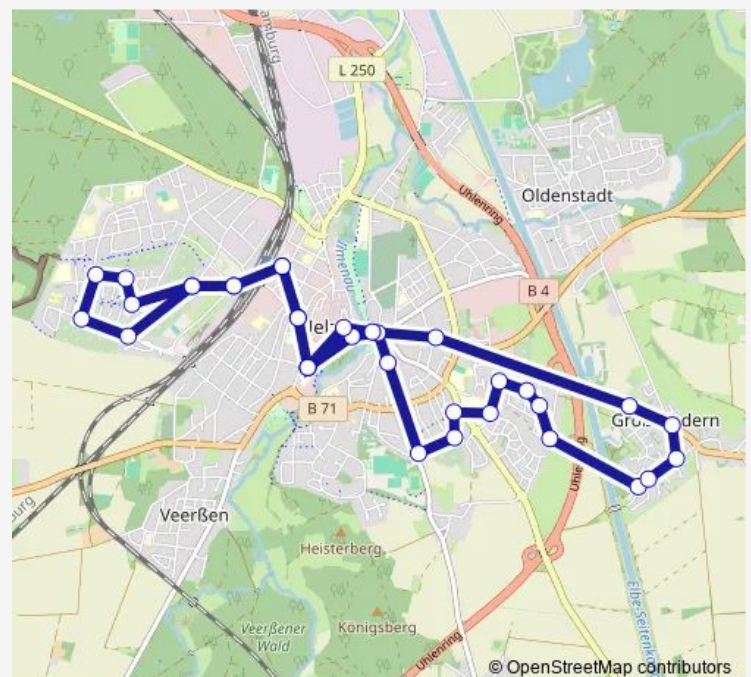 L 250
Oldenstadt
Uhlenring
Ilmenau
B 4
B 71
Veerßen
Heisterberg
Königsberg
Veerßener
Wald
Uhlenring
© OpenStreetMap contributors